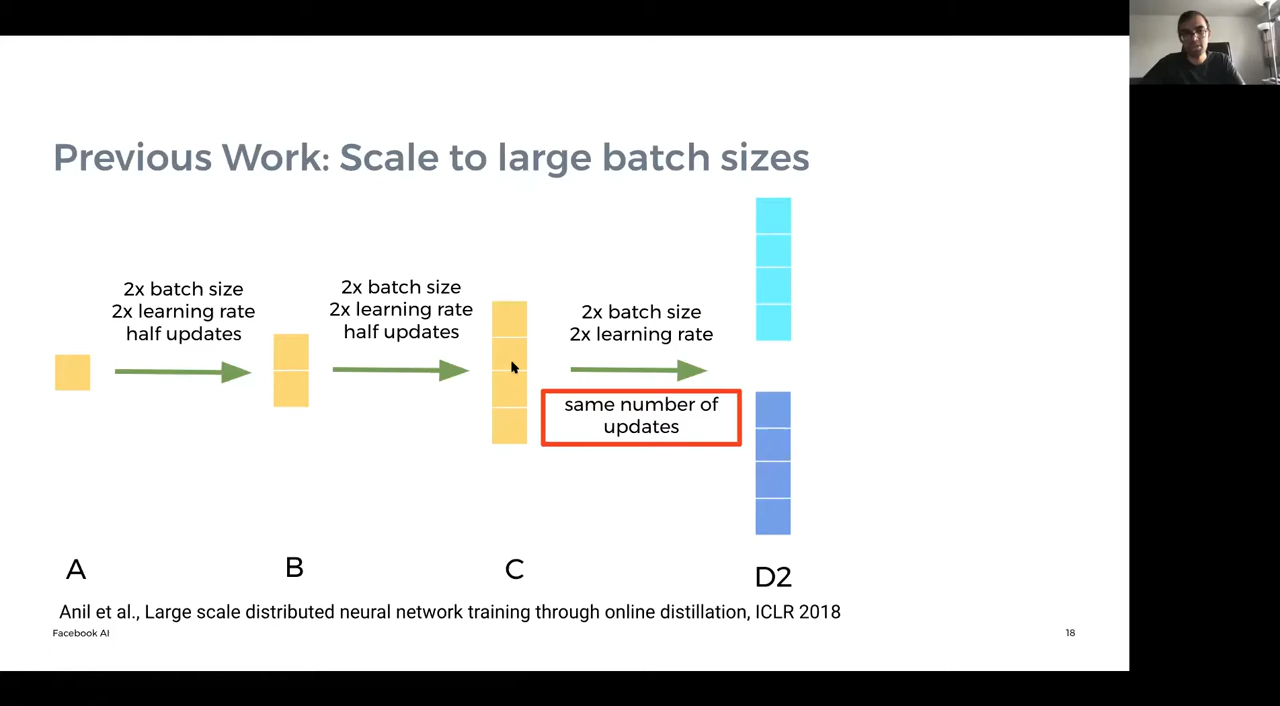 Previous Work: Scale to large batch sizes
2x batch size
2x learning rate
half updates
2x batch size
2x learning rate
half updates
2x batch size
2x learning rate
same number of
updates
A
B
C
D2
Anil et al., Large scale distributed neural network training through online distillation, ICLR 2018
Facebook AI
18